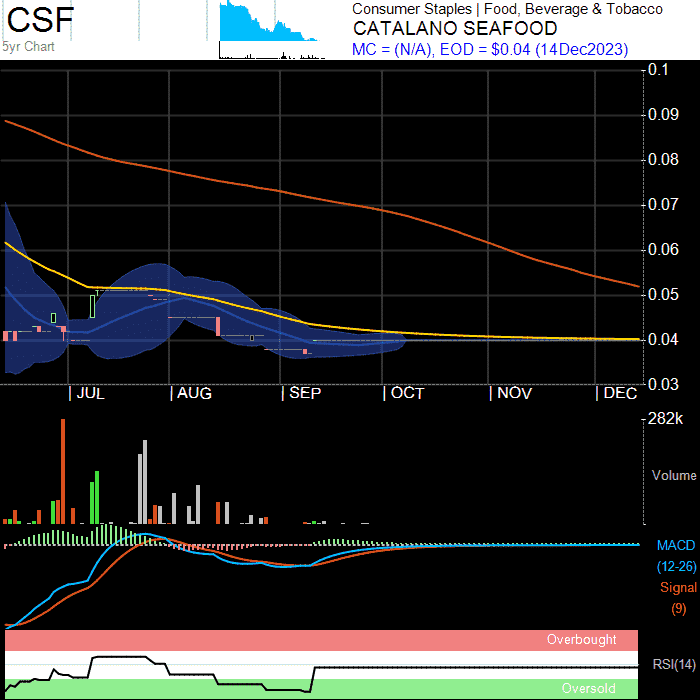 CSF
5yr Chart
Consumer Staples | Food, Beverage & Tobacco
CATALANO SEAFOOD
MC = (N/A), EOD = $0.04 (14Dec2023)
0.1
0.09
0.08
0.07
0.06
0.05
0.04
0.03
| JUL | AUG | SEP | OCT | NOV | DEC
282k
Volume
MACD
(12-26)
Signal
(9)
Overbought
RSI(14)
Oversold